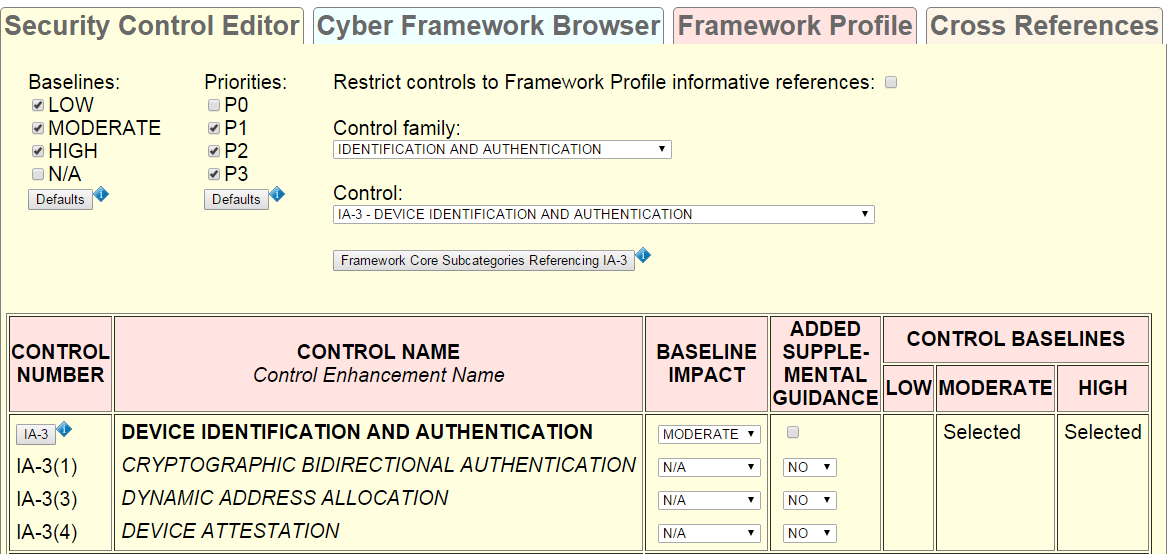 Security Control Editor
Cyber Framework Browser
Framework Profile
Cross References
Baselines:
LOW
MODERATE
HIGH
N/A
Defaults
Priorities:
P0
P1
P2
P3
Defaults
Restrict controls to Framework Profile informative references:
Control family:
IDENTIFICATION AND AUTHENTICATION
Control:
IA-3 - DEVICE IDENTIFICATION AND AUTHENTICATION
Framework Core Subcategories Referencing IA-3
CONTROL
NUMBER
CONTROL NAME
Control Enhancement Name
BASELINE
IMPACT
ADDED
SUPPLE-
MENTAL
GUIDANCE
CONTROL BASELINES
LOW
MODERATE
HIGH
IA-3
DEVICE IDENTIFICATION AND AUTHENTICATION
MODERATE
Selected
Selected
IA-3(1)
CRYPTOGRAPHIC BIDIRECTIONAL AUTHENTICATION
N/A
NO
IA-3(3)
DYNAMIC ADDRESS ALLOCATION
N/A
NO
IA-3(4)
DEVICE ATTESTATION
N/A
NO